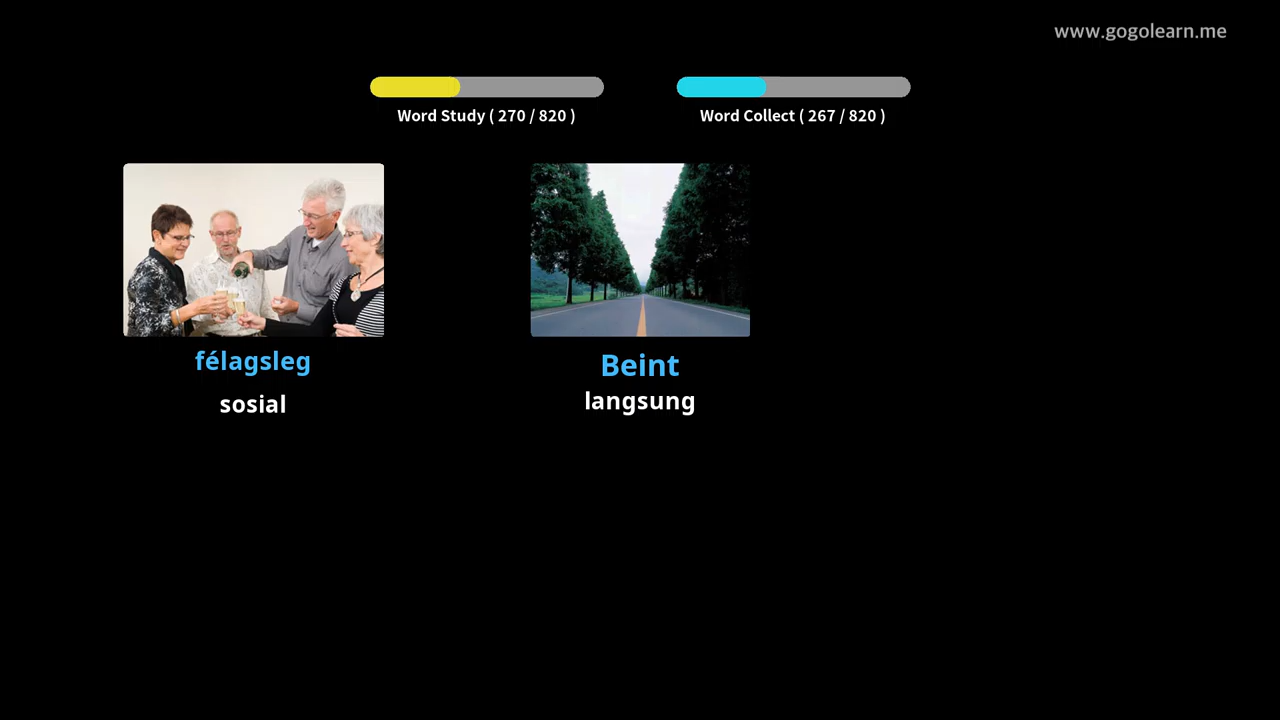 www.gogolearn.me
Word Study ( 270 / 820 )
Word Collect ( 267 / 820 )
félagsleg
sosial
Beint
langsung